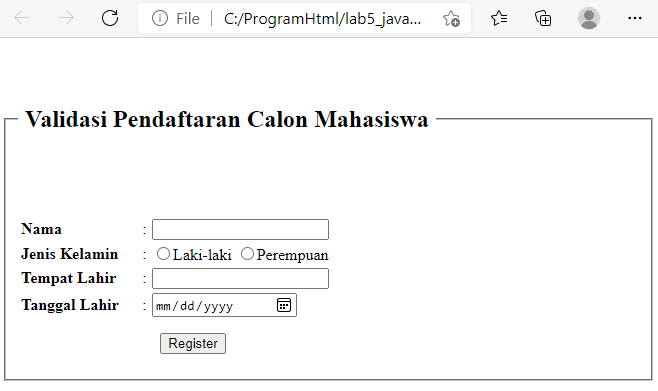 File | C:/ProgramHtml/lab5_java...
Validasi Pendaftaran Calon Mahasiswa
Nama :
Jenis Kelamin : Laki-laki Perempuan
Tempat Lahir :
Tanggal Lahir : mm/dd/yyyy
Register